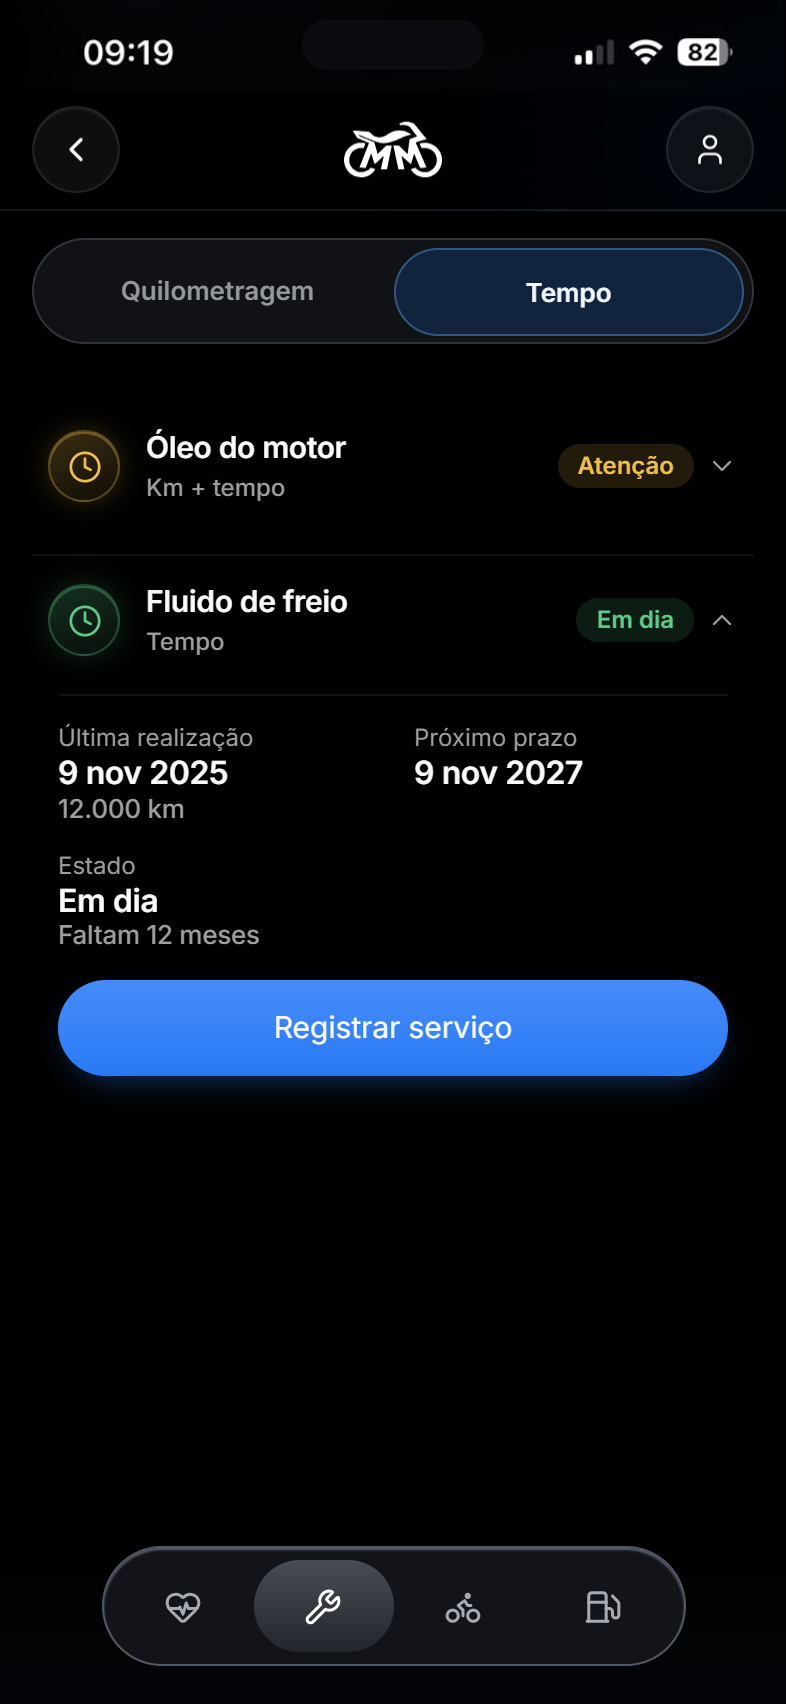 09:19
82
MM
Quilometragem
Tempo
Óleo do motor
Km + tempo
Atenção
Fluido de freio
Tempo
Em dia
Última realização
9 nov 2025
12.000 km
Próximo prazo
9 nov 2027
Estado
Em dia
Faltam 12 meses
Registrar serviço